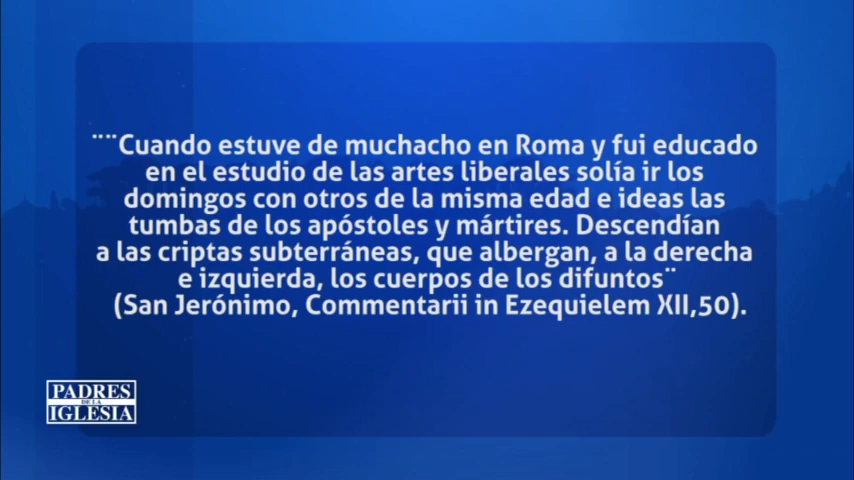 ¨¨Cuando estuve de muchacho en Roma y fui educado
en el estudio de las artes liberales solía ir los
domingos con otros de la misma edad e ideas las
tumbas de los apóstoles y mártires. Descendían
a las criptas subterráneas, que albergan, a la derecha
e izquierda, los cuerpos de los difuntos¨
(San Jerónimo, Commentarii in Ezequielem XII,50).
PADRES
DE LA
IGLESIA